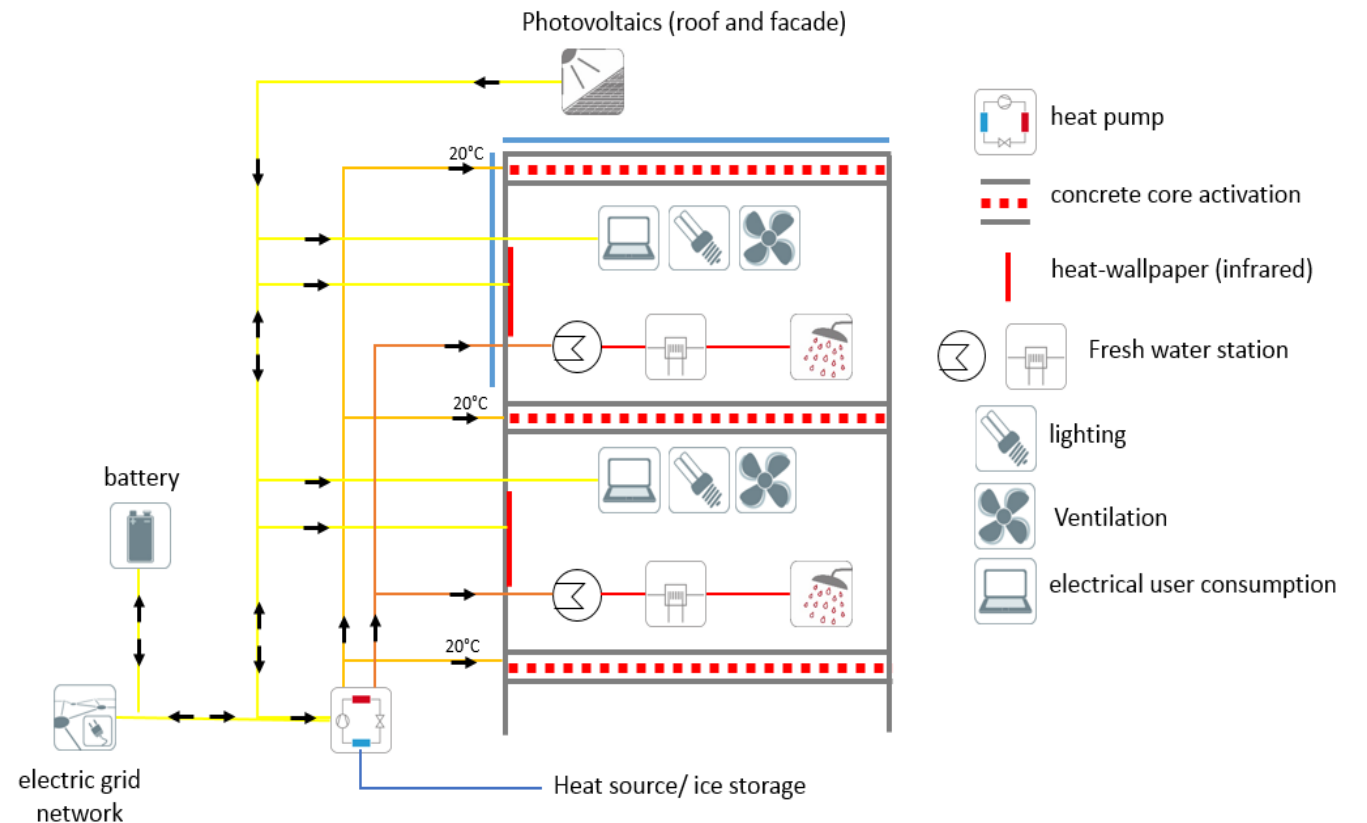 Photovoltaics (roof and facade)
heat pump
20°C
concrete core activation
heat-wallpaper (infrared)
Fresh water station
20°C
lighting
battery
Ventilation
electrical user consumption
20°C
electric grid
network
Heat source/ ice storage